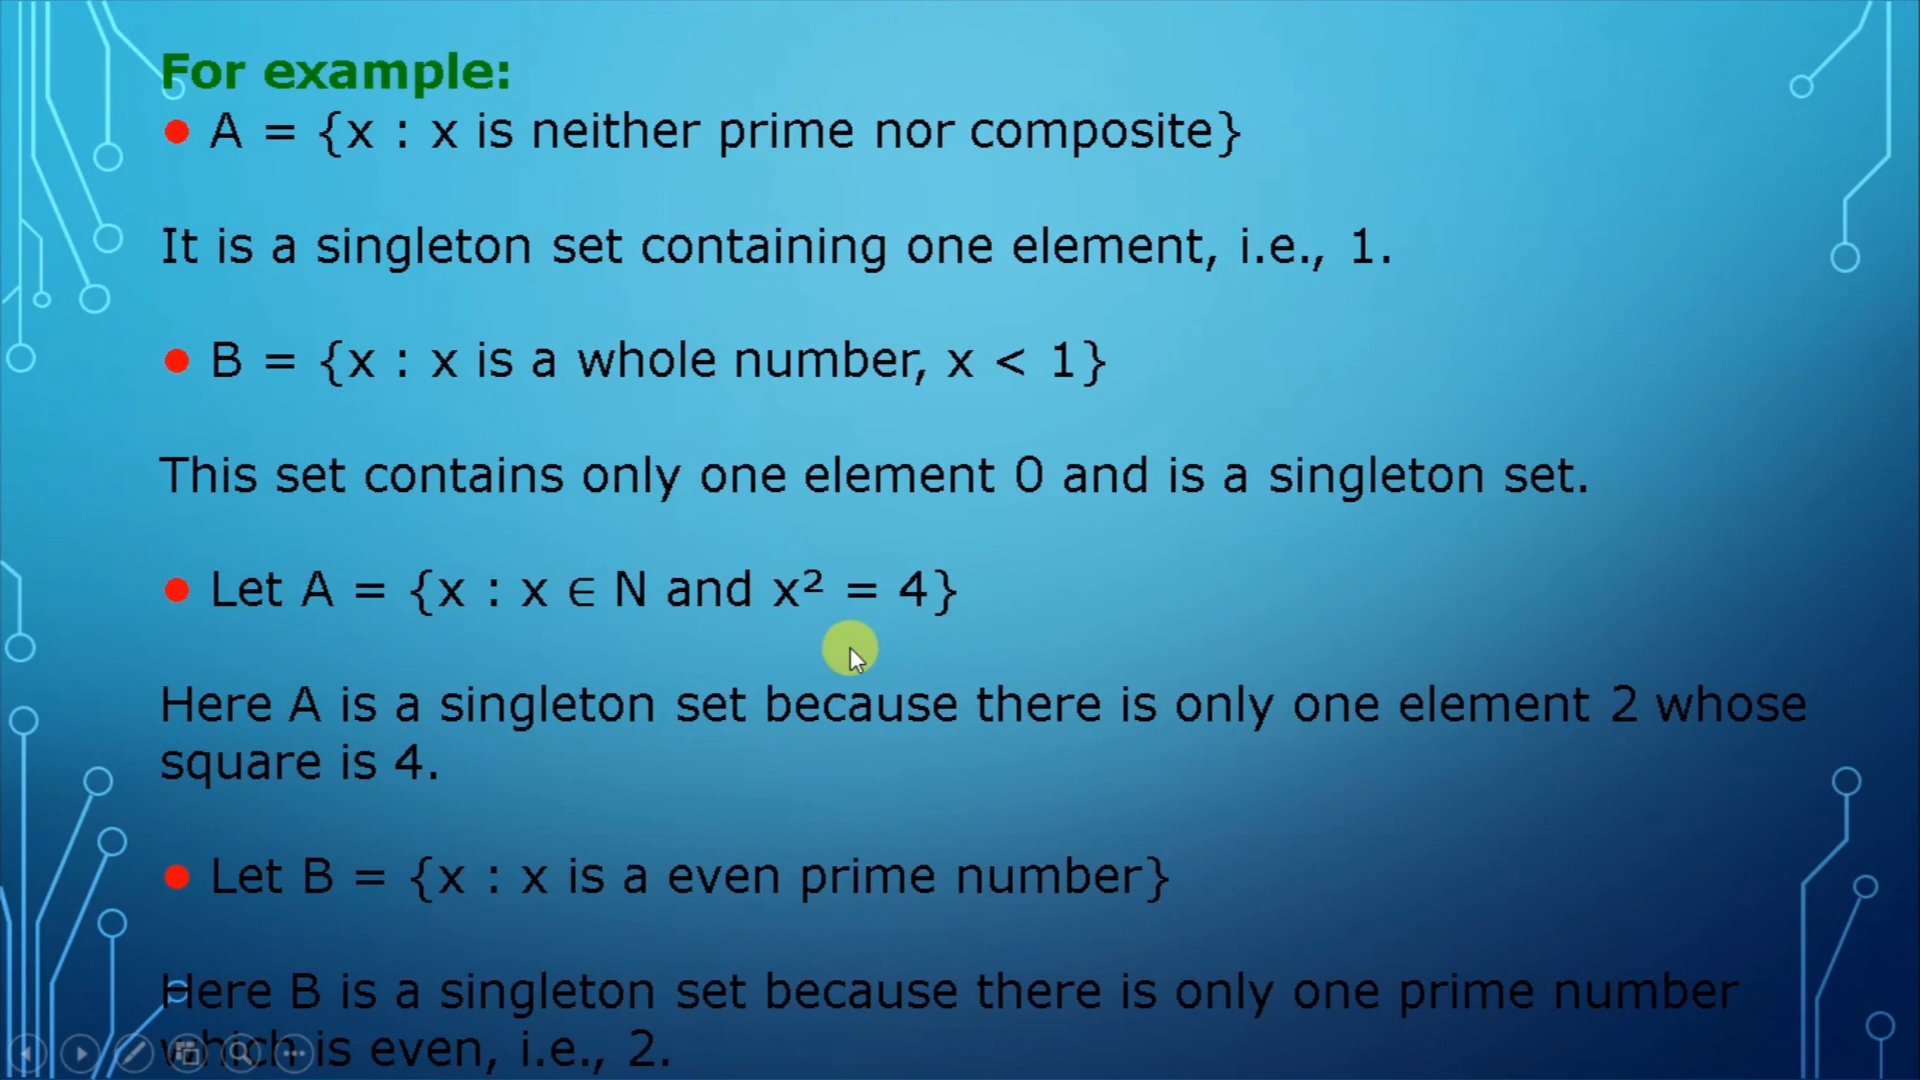 For example:
● A = {x : x is neither prime nor composite}
It is a singleton set containing one element, i.e., 1.
● B = {x : x is a whole number, x < 1}
This set contains only one element 0 and is a singleton set.
● Let A = {x : x ∈ N and x² = 4}
Here A is a singleton set because there is only one element 2 whose
square is 4.
● Let B = {x : x is a even prime number}
Here B is a singleton set because there is only one prime number
which is even, i.e., 2.